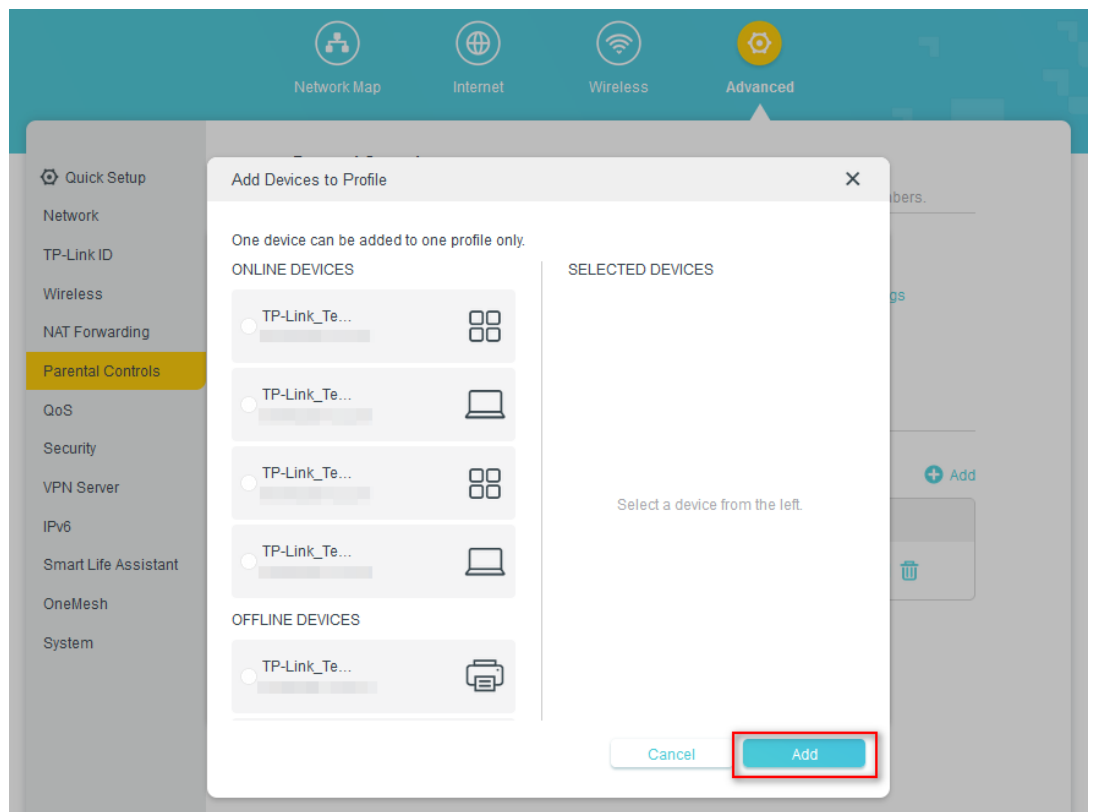 Network Map
Internet
Wireless
Advanced
Quick Setup
Network
TP-Link ID
Wireless
NAT Forwarding
Parental Controls
QoS
Security
VPN Server
IPv6
Smart Life Assistant
OneMesh
System
Add Devices to Profile
One device can be added to one profile only.
ONLINE DEVICES
TP-Link_Te...
TP-Link_Te...
TP-Link_Te...
TP-Link_Te...
OFFLINE DEVICES
TP-Link_Te...
SELECTED DEVICES
Select a device from the left.
Cancel
Add
Add